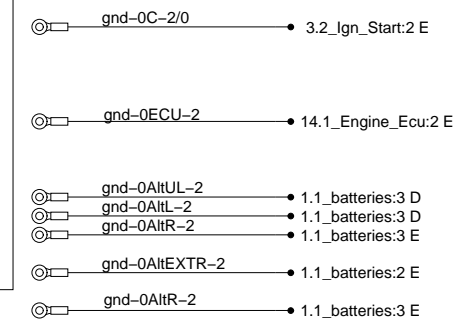 gnd–0C–2/0 3.2_Ign_Start:2 E
gnd–0ECU–2 14.1_Engine_Ecu:2 E
gnd–0AltUL–2 1.1_batteries:3 D
gnd–0AltL–2 1.1_batteries:3 D
gnd–0AltR–2 1.1_batteries:3 E
gnd–0AltEXTR–2 1.1_batteries:2 E
gnd–0AltR–2 1.1_batteries:3 E